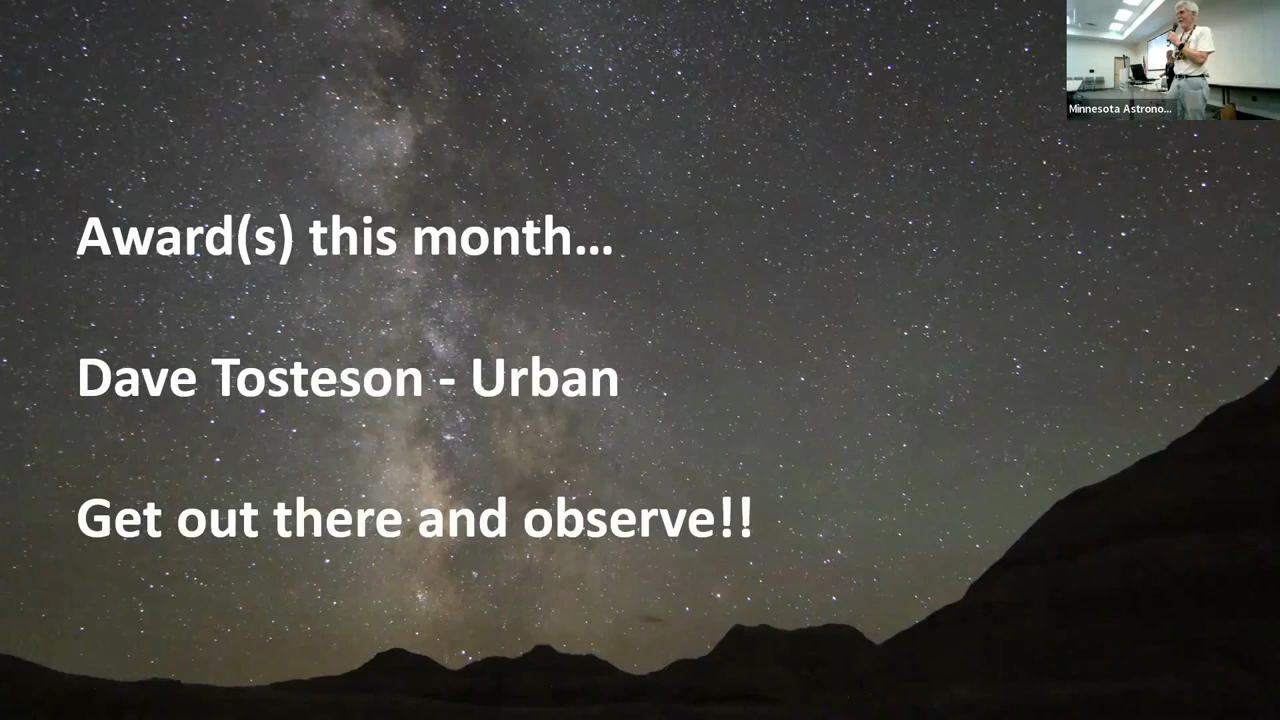 Minnesota Astrono...
Award(s) this month...
Dave Tosteson - Urban
Get out there and observe!!